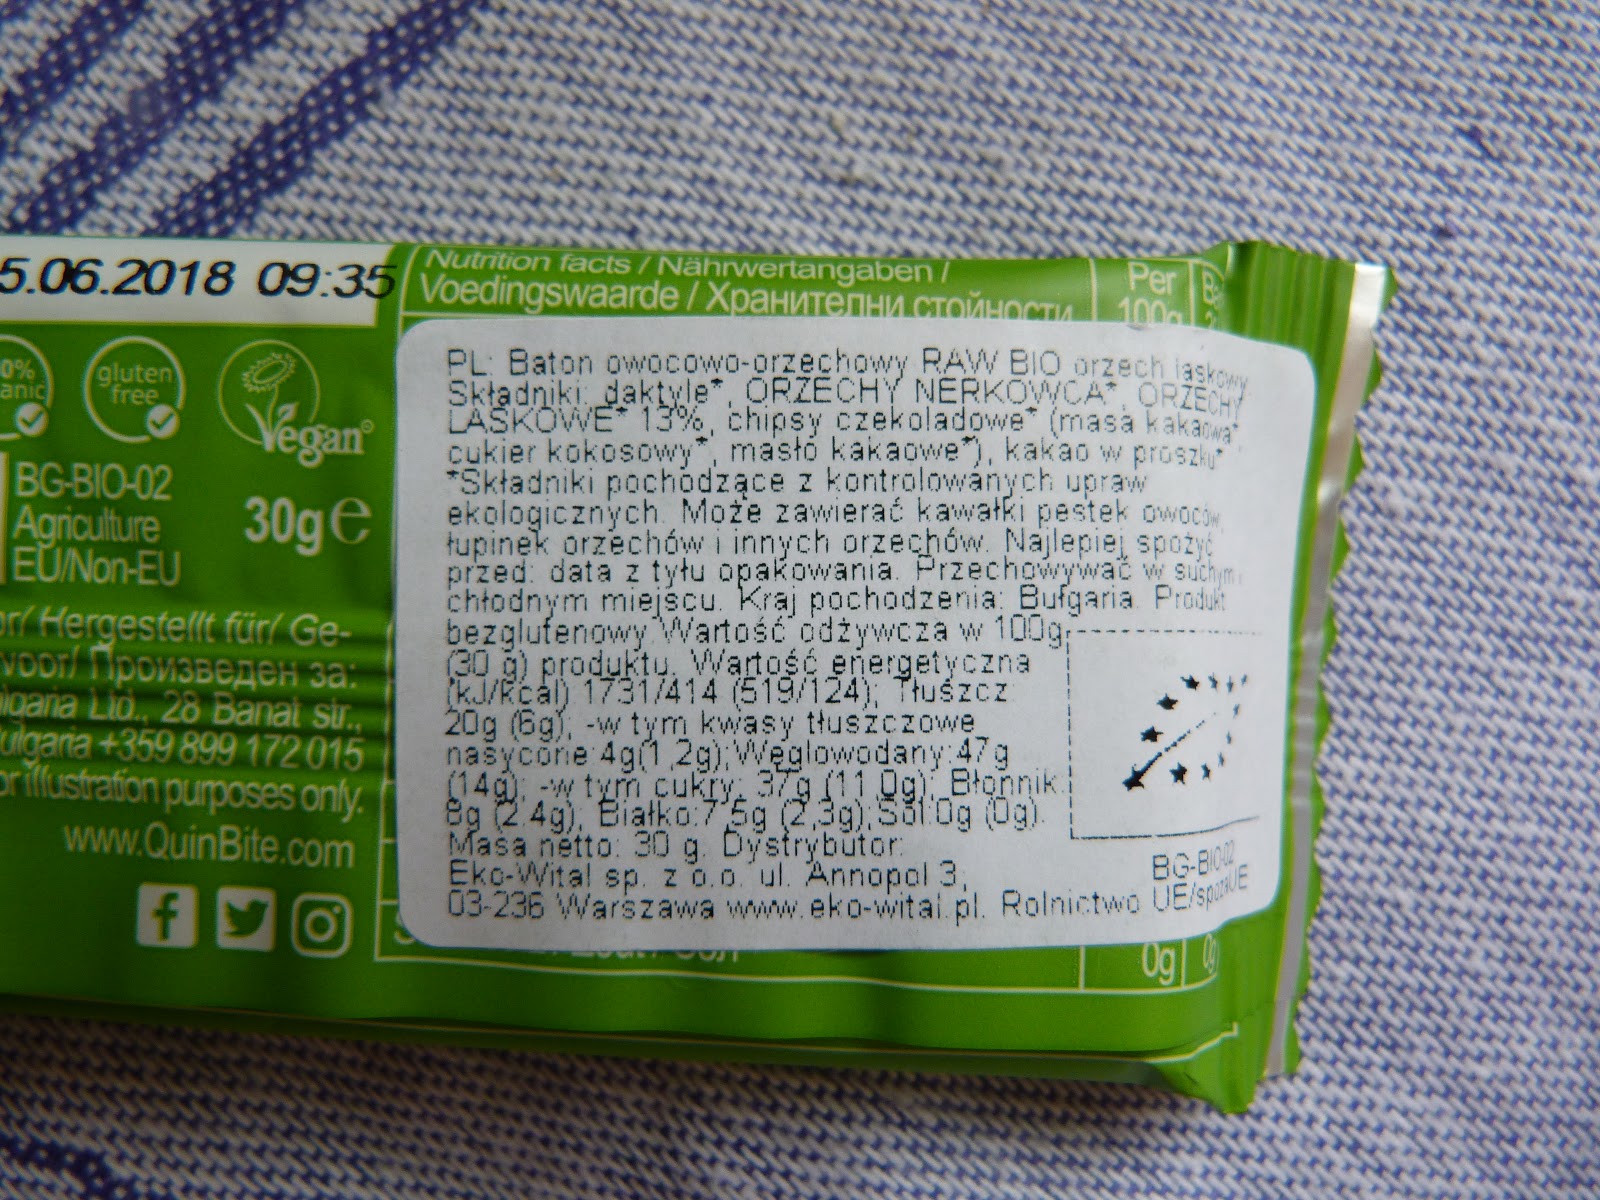 5.06.2018 09:35
gluten
free
Vegan
BG-BIO-02
Agriculture
EU/Non-EU
30g e
/ Hergestellt für/ Ge-
voor/ Произведен за:
Ltd., 28 Banat str.,
+359 899 172 015
illustration purposes only.
www.QuinBite.com
Nutrition facts / Nährwertangaben /
Voedingswaarde / Хранителни стойности
Per
100g
PL: Baton owocowo-orzechowy RAW BIO orzech laskowy
Składniki: daktyle*, ORZECHY NERKOWCA*, ORZECHY
LASKOWE* 13%, chipsy czekoladowe* (masa kakaowa*
cukier kokosowy*, masło kakaowe*), kakao w proszku*
*Składniki pochodzące z kontrolowanych upraw
ekologicznych. Może zawierać kawałki pestek owoców,
łupinek orzechów i innych orzechów. Najlepiej spożyć
przed: data z tyłu opakowania. Przechowywać w suchym,
chłodnym miejscu. Kraj pochodzenia: Bułgaria. Produkt
bezglutenowy. Wartość odżywcza w 100g
(30 g) produktu. Wartość energetyczna
(kJ/kcal) 1731/414 (519/124); Tłuszcz:
20g (6g); -w tym kwasy tłuszczowe
nasycone:4g(1,2g);Węglowodany:47g
(14g); -w tym cukry: 37g (11,0g); Błonnik:
8g (2,4g); Białko:7,5g (2,3g);Sól:0g (0g).
Masa netto: 30 g. Dystrybutor:
Eko-Wital sp. z o.o. ul. Annopol 3;
03-236 Warszawa www.eko-wital.pl. Rolnictwo UE/spozaUE
BG-BIO-02
0g
0g